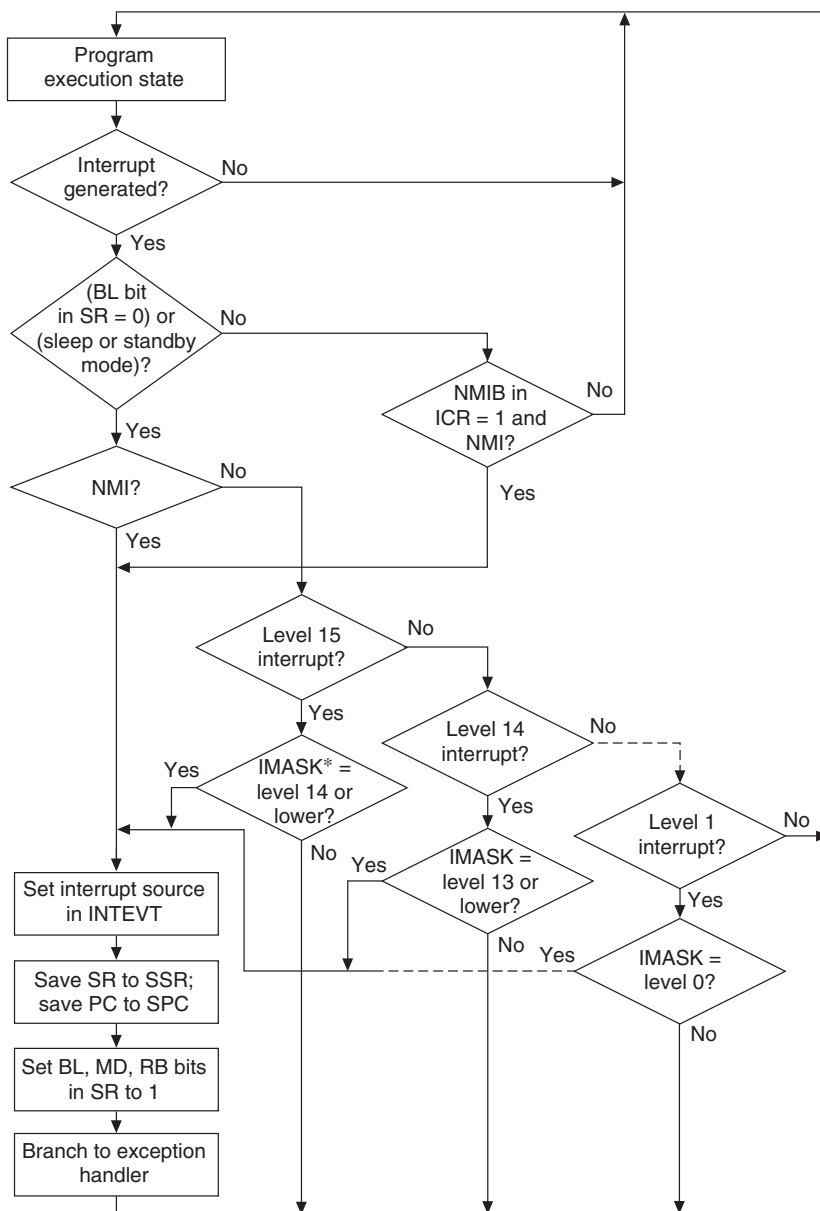 Program
execution state
Interrupt
generated?
No
Yes
(BL bit
in SR = 0) or
(sleep or standby
mode)?
No
Yes
NMIB in
ICR = 1 and
NMI?
No
Yes
NMI?
No
Yes
Level 15
interrupt?
No
Yes
Level 14
interrupt?
No
Yes
IMASK* =
level 14 or
lower?
Yes
No
Level 1
interrupt?
No
Yes
IMASK =
level 13 or
lower?
Yes
No
IMASK =
level 0?
Yes
No
Set interrupt source
in INTEVT
Save SR to SSR;
save PC to SPC
Set BL, MD, RB bits
in SR to 1
Branch to exception
handler